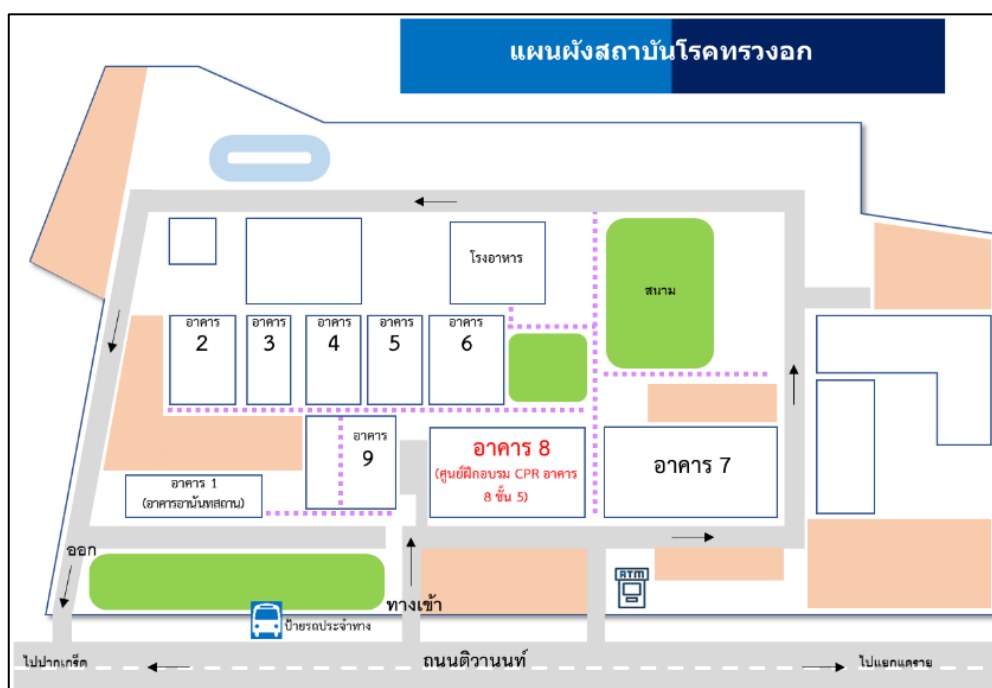 แผนผังสถาบันโรคทรวงอก
โรงอาหาร
สนาม
อาคาร
2
อาคาร
3
อาคาร
4
อาคาร
5
อาคาร
6
อาคาร
9
อาคาร 8
(ศูนย์ฝึกอบรม CPR อาคาร
8 ชั้น 5)
อาคาร 7
อาคาร 1
(อาคารอานันทสถาน)
ออก
ATM
ทางเข้า
ป้ายรถประจำทาง
ไปปากเกร็ด
ถนนติวานนท์
ไปแยกแคราย